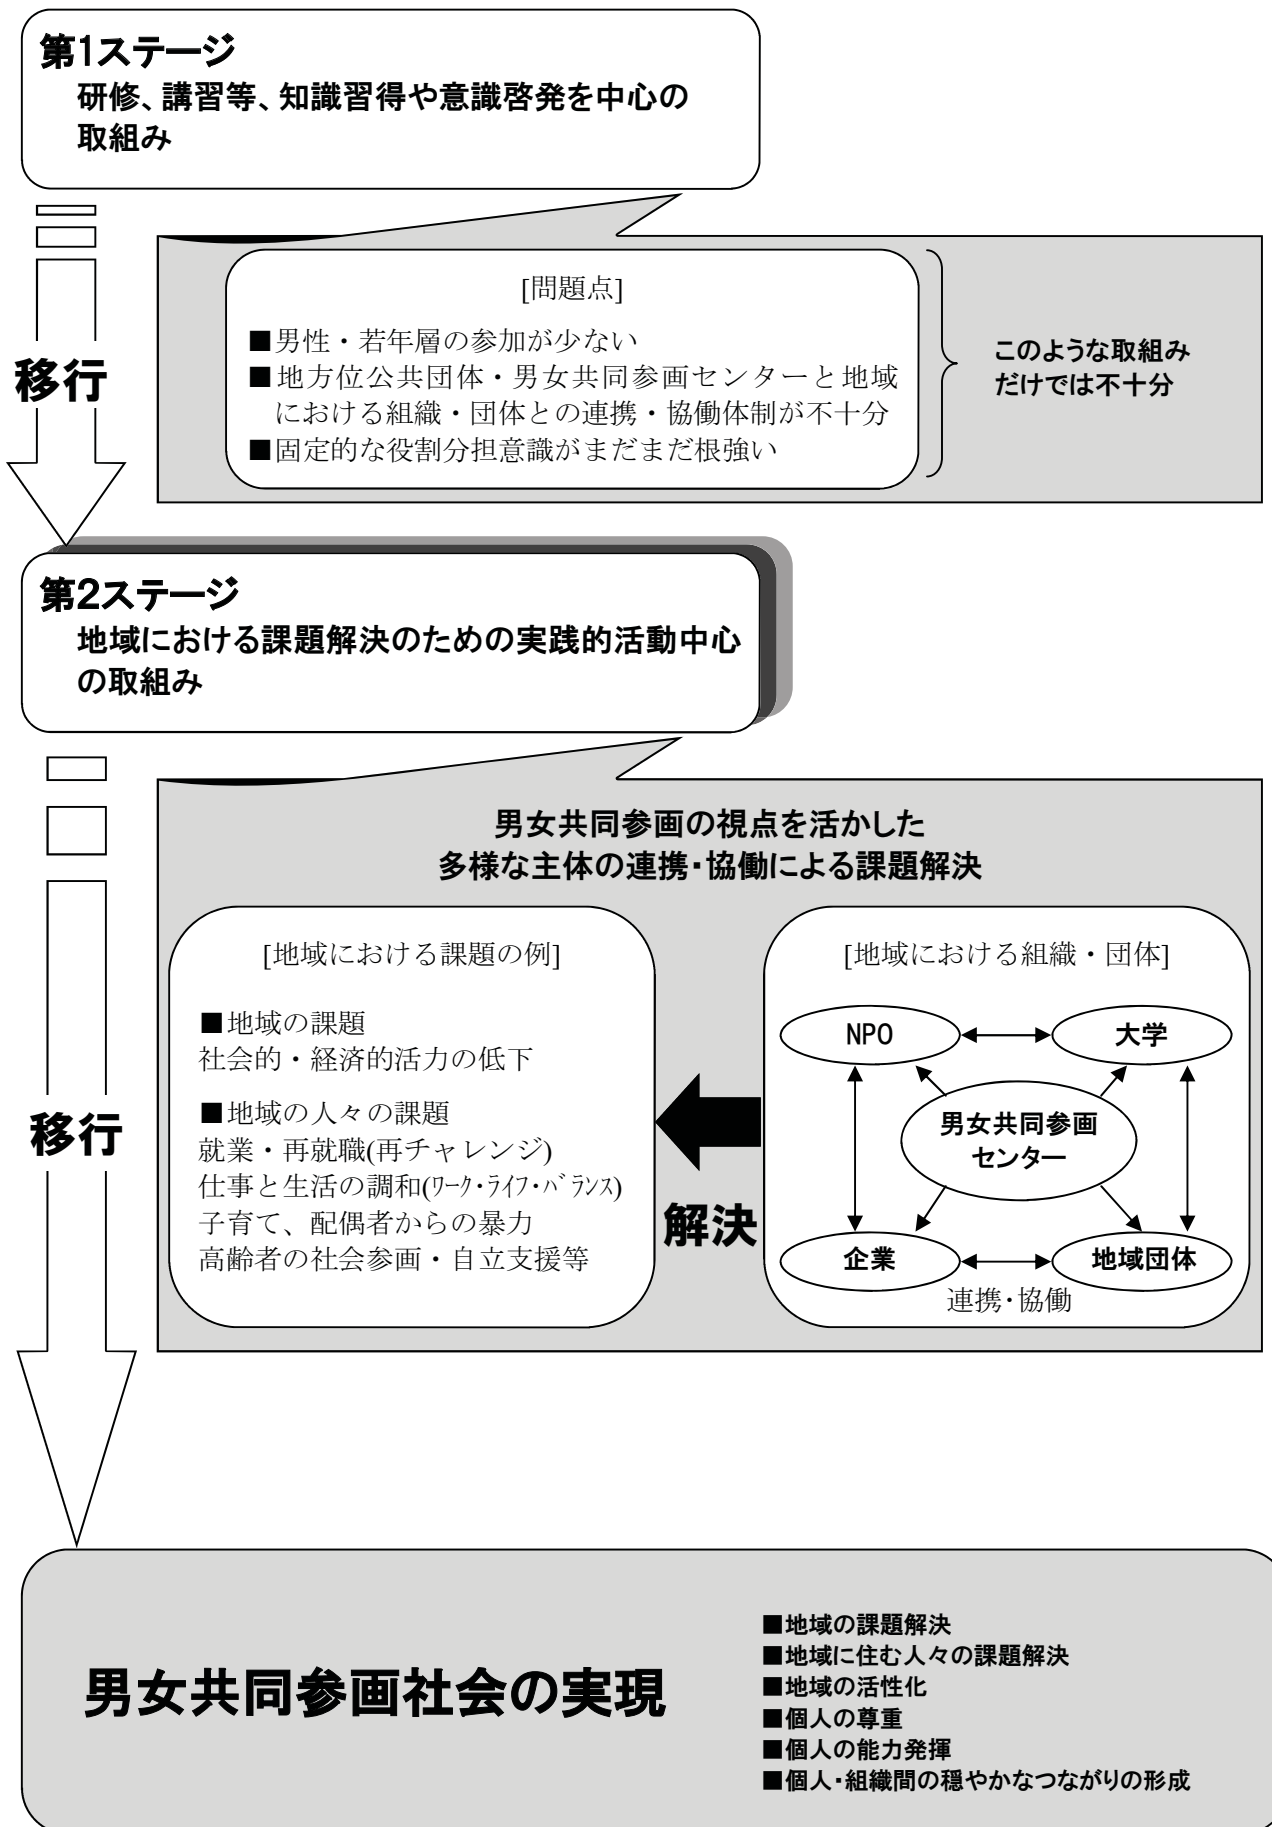 第1ステージ
研修、講習等、知識習得や意識啓発を中心の
取組み
[問題点]
■男性・若年層の参加が少ない
■地方位公共団体・男女共同参画センターと地域
における組織・団体との連携・協働体制が不十分
■固定的な役割分担意識がまだまだ根強い
このような取組み
だけでは不十分
移行
第2ステージ
地域における課題解決のための実践的活動中心
の取組み
男女共同参画の視点を活かした
多様な主体の連携・協働による課題解決
[地域における課題の例]
■地域の課題
社会的・経済的活力の低下
■地域の人々の課題
就業・再就職(再チャレンジ)
仕事と生活の調和(ﾜｰｸ・ﾗｲﾌ・ﾊﾞﾗﾝｽ)
子育て、配偶者からの暴力
高齢者の社会参画・自立支援等
解決
[地域における組織・団体]
NPO
大学
男女共同参画
センター
企業
地域団体
連携・協働
移行
男女共同参画社会の実現
■地域の課題解決
■地域に住む人々の課題解決
■地域の活性化
■個人の尊重
■個人の能力発揮
■個人・組織間の穏やかなつながりの形成